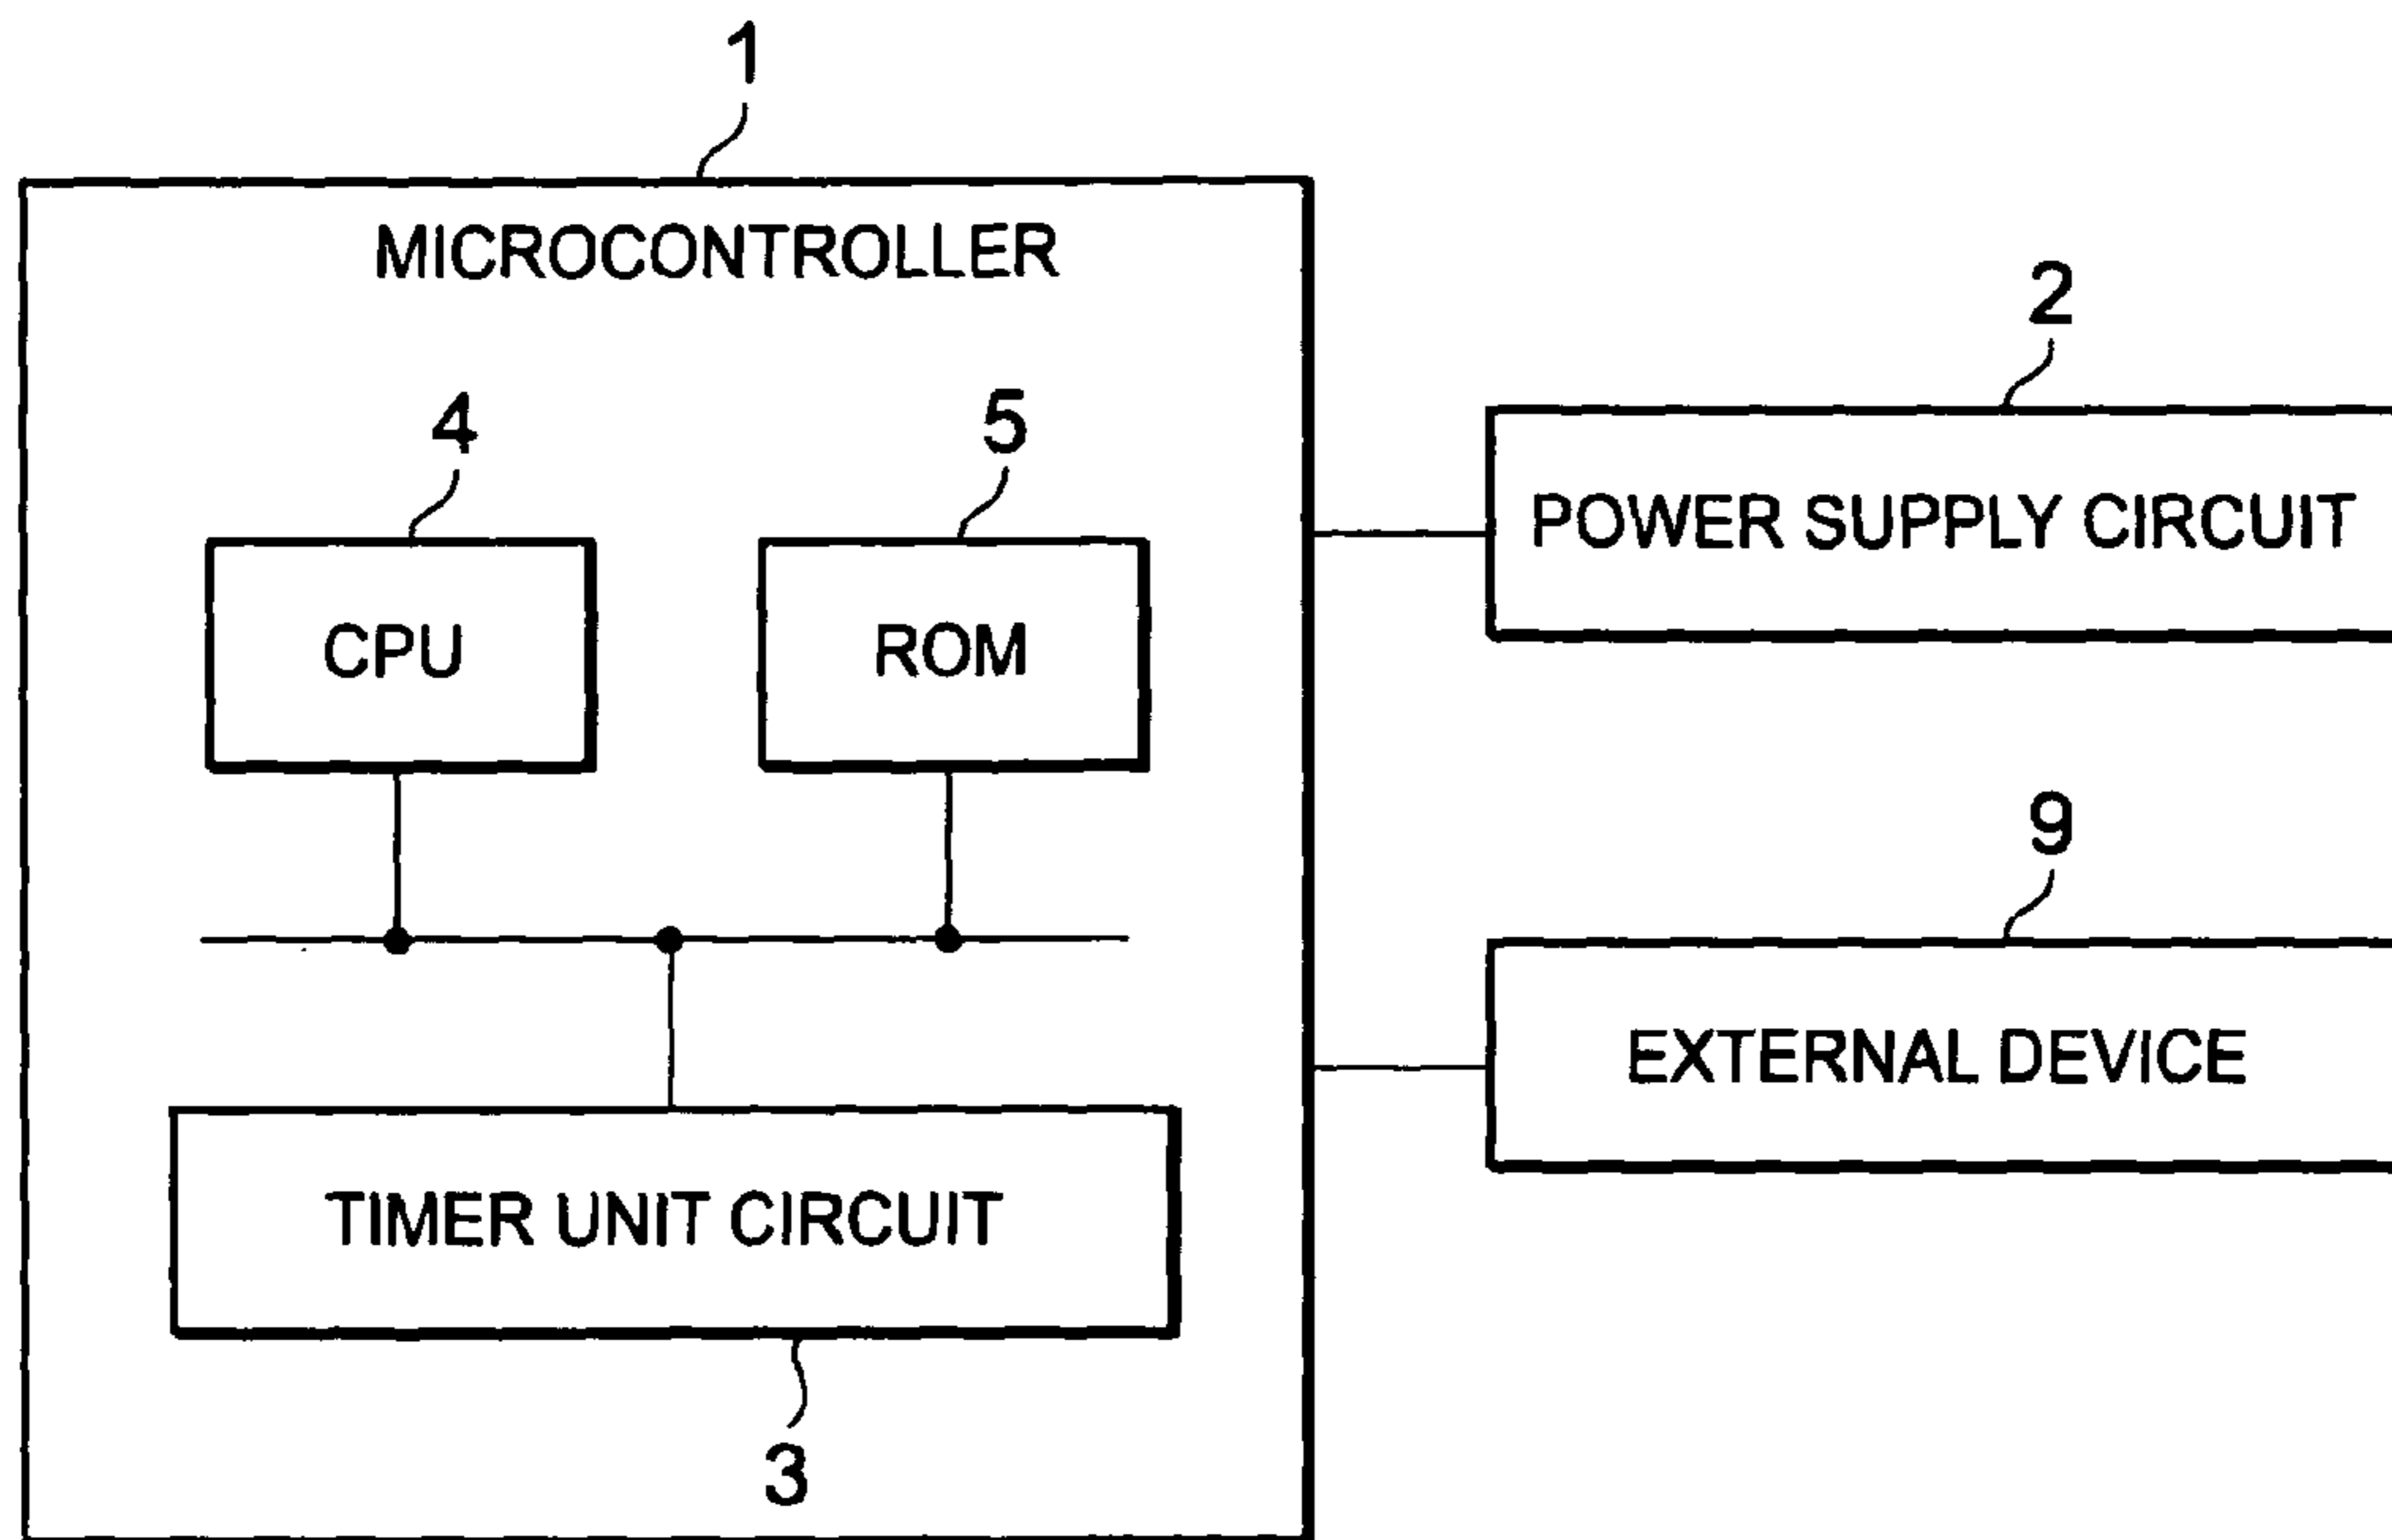 1
MICROCONTROLLER
2
4
5
POWER SUPPLY CIRCUIT
CPU
ROM
9
EXTERNAL DEVICE
TIMER UNIT CIRCUIT
3